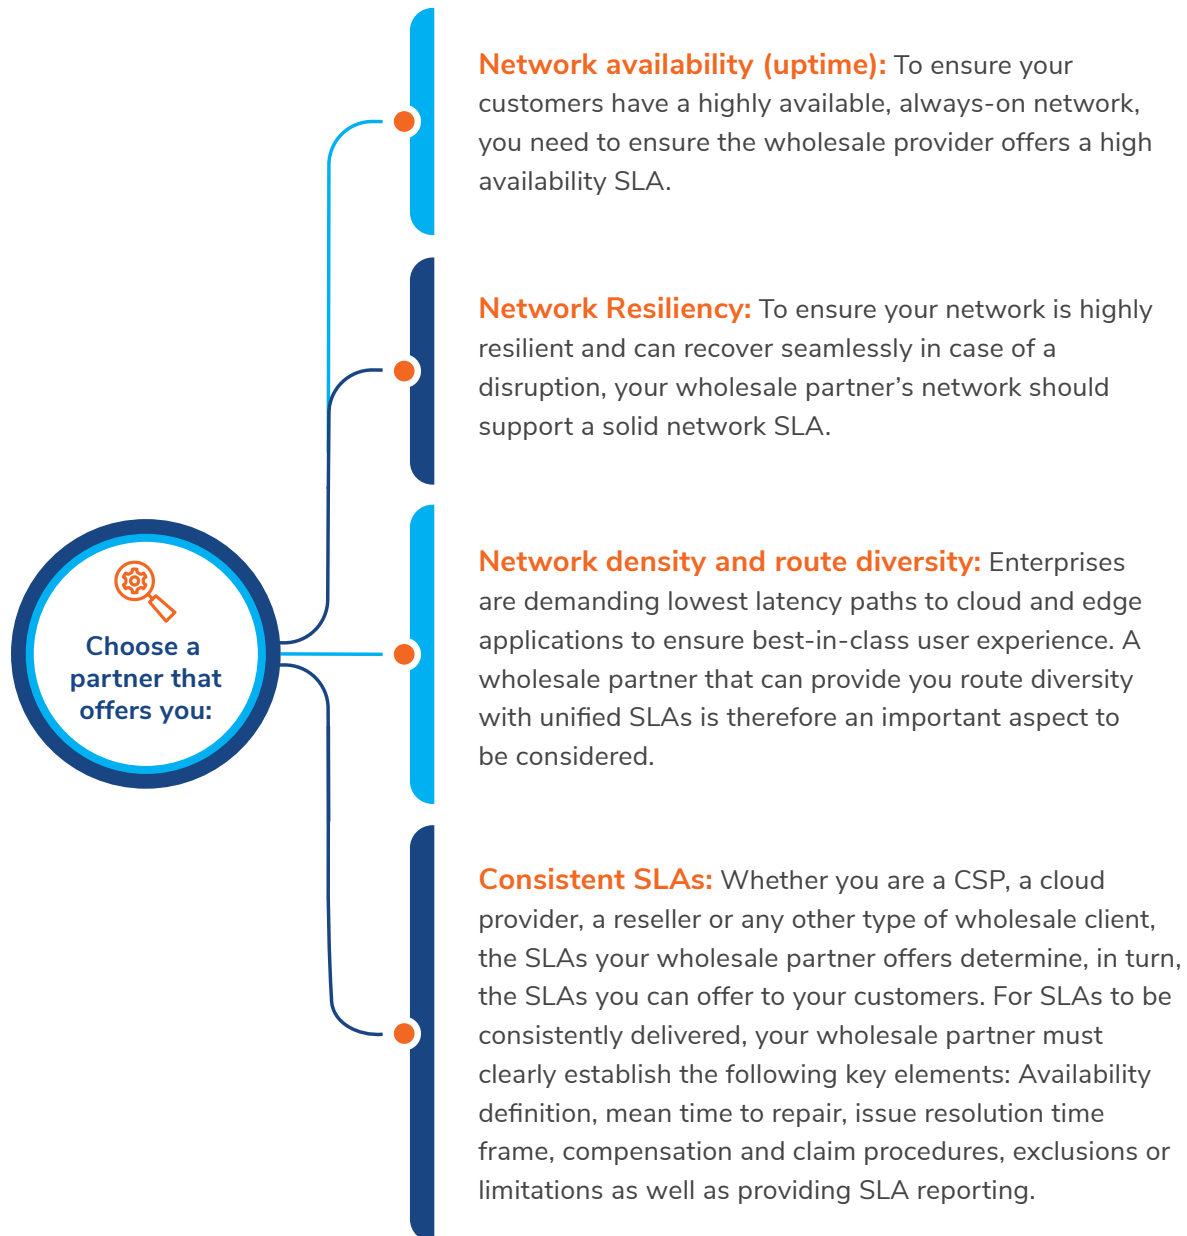 Network availability (uptime): To ensure your
customers have a highly available, always-on network,
you need to ensure the wholesale provider offers a high
availability SLA.
Network Resiliency: To ensure your network is highly
resilient and can recover seamlessly in case of a
disruption, your wholesale partner’s network should
support a solid network SLA.
Choose a
partner that
offers you:
Network density and route diversity: Enterprises
are demanding lowest latency paths to cloud and edge
applications to ensure best-in-class user experience. A
wholesale partner that can provide you route diversity
with unified SLAs is therefore an important aspect to
be considered.
Consistent SLAs: Whether you are a CSP, a cloud
provider, a reseller or any other type of wholesale client,
the SLAs your wholesale partner offers determine, in turn,
the SLAs you can offer to your customers. For SLAs to be
consistently delivered, your wholesale partner must
clearly establish the following key elements: Availability
definition, mean time to repair, issue resolution time
frame, compensation and claim procedures, exclusions or
limitations as well as providing SLA reporting.